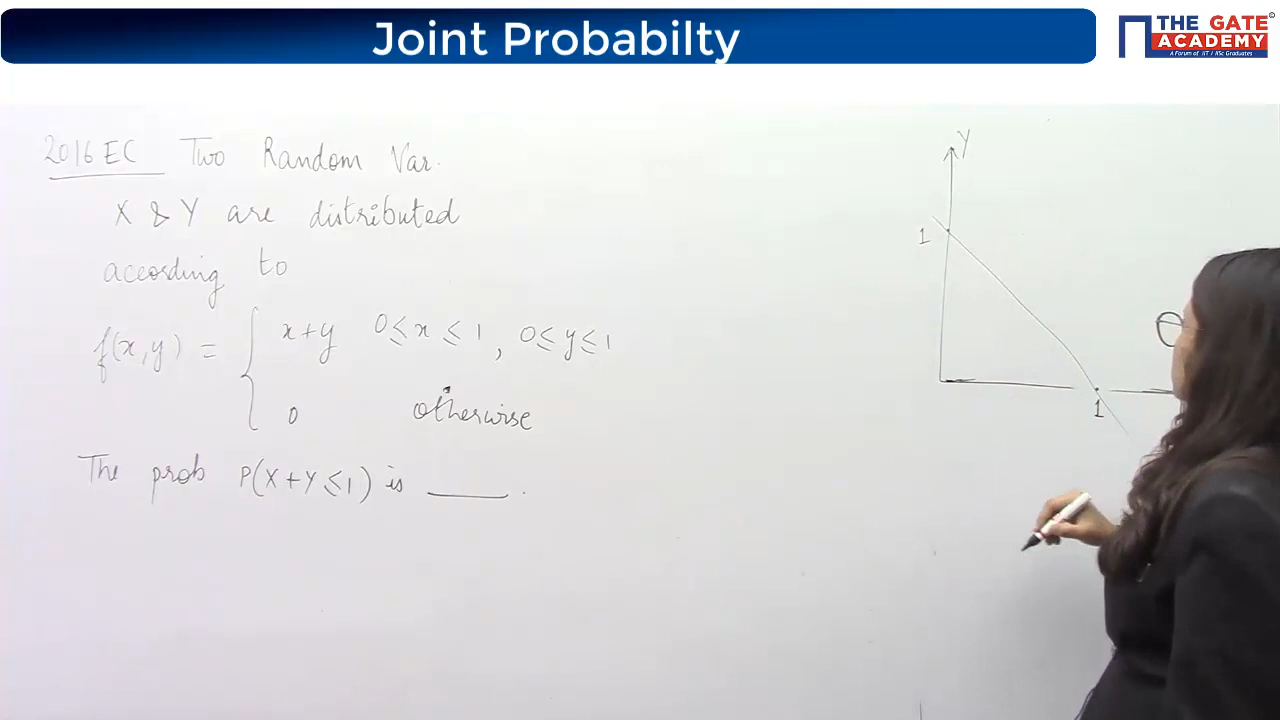 Joint Probabilty
THE GATE
ACADEMY
A Forum of IIT / IISc Graduates
2016 EC Two Random Var.
X & Y are distributed
acording to
f(x,y) = { x+y 0≤x≤1, 0≤y≤1
0 otherwise
The prob P(X+Y≤1) is ____.
Y
1
1